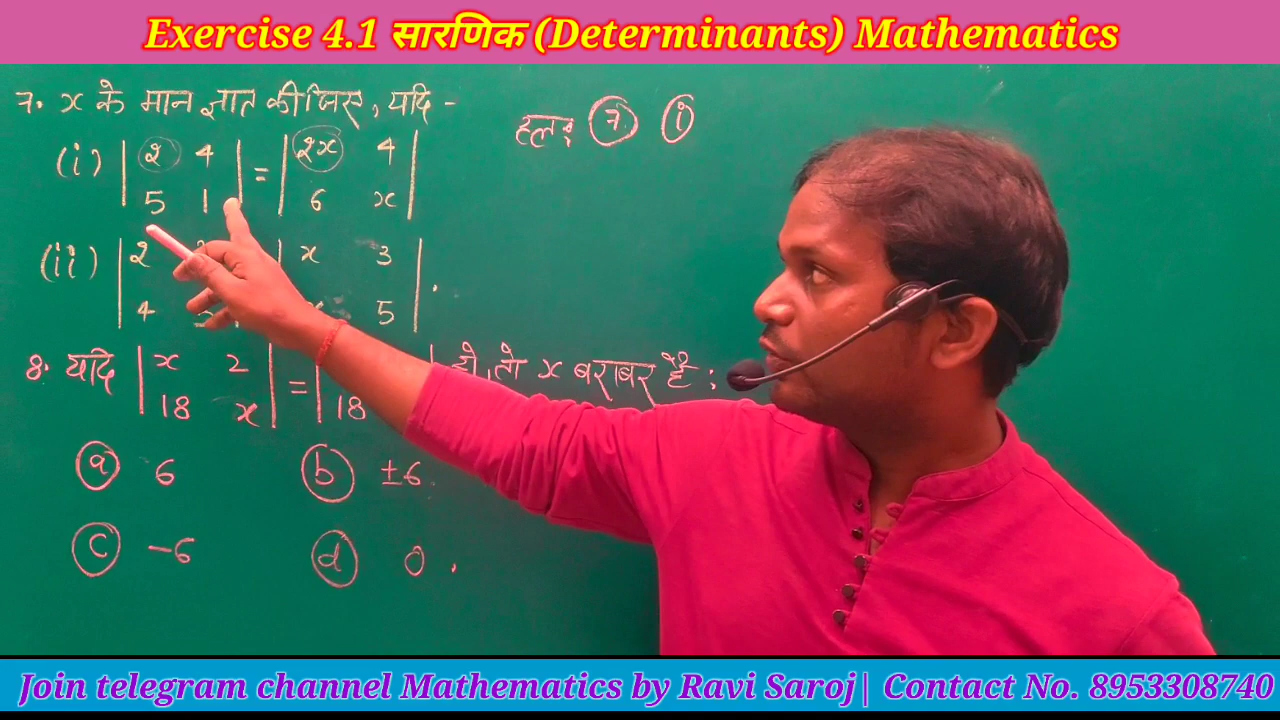 Exercise 4.1 सारणिक (Determinants) Mathematics
7. x के मान ज्ञात कीजिए, यदि -
हल: 7 i
(i) | 2 4 | = | 2x 4 |
| 5 1 | | 6 x |
(ii) | 2 | x 3 |
| 4 5 | .
8. यदि | x 2 | = | हो, तो x बराबर है :
| 18 x | | 18
a 6 b ±6.
c -6 d 0 .
Join telegram channel Mathematics by Ravi Saroj| Contact No. 8953308740